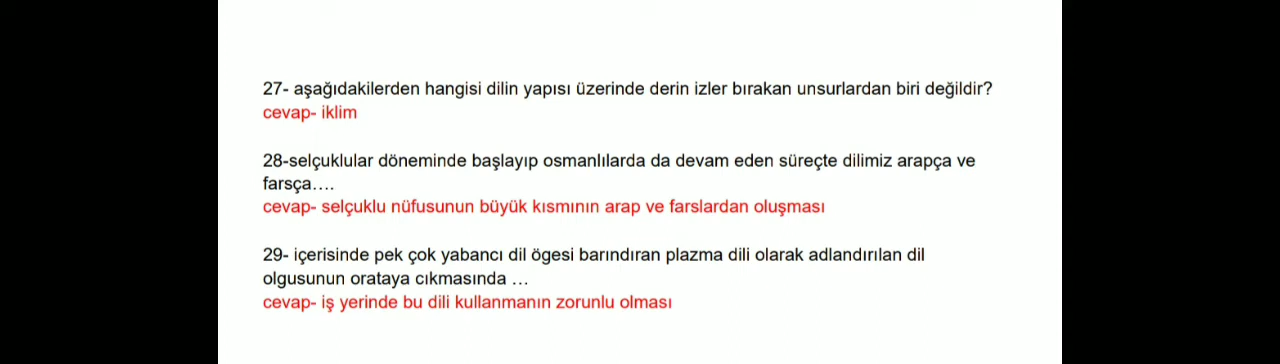 27- aşağıdakilerden hangisi dilin yapısı üzerinde derin izler bırakan unsurlardan biri değildir?
cevap- iklim
28-selçuklular döneminde başlayıp osmanlılarda da devam eden süreçte dilimiz arapça ve
farsça….
cevap- selçuklu nüfusunun büyük kısmının arap ve farslardan oluşması
29- içerisinde pek çok yabancı dil ögesi barındıran plazma dili olarak adlandırılan dil
olgusunun orataya cıkmasında …
cevap- iş yerinde bu dili kullanmanın zorunlu olması